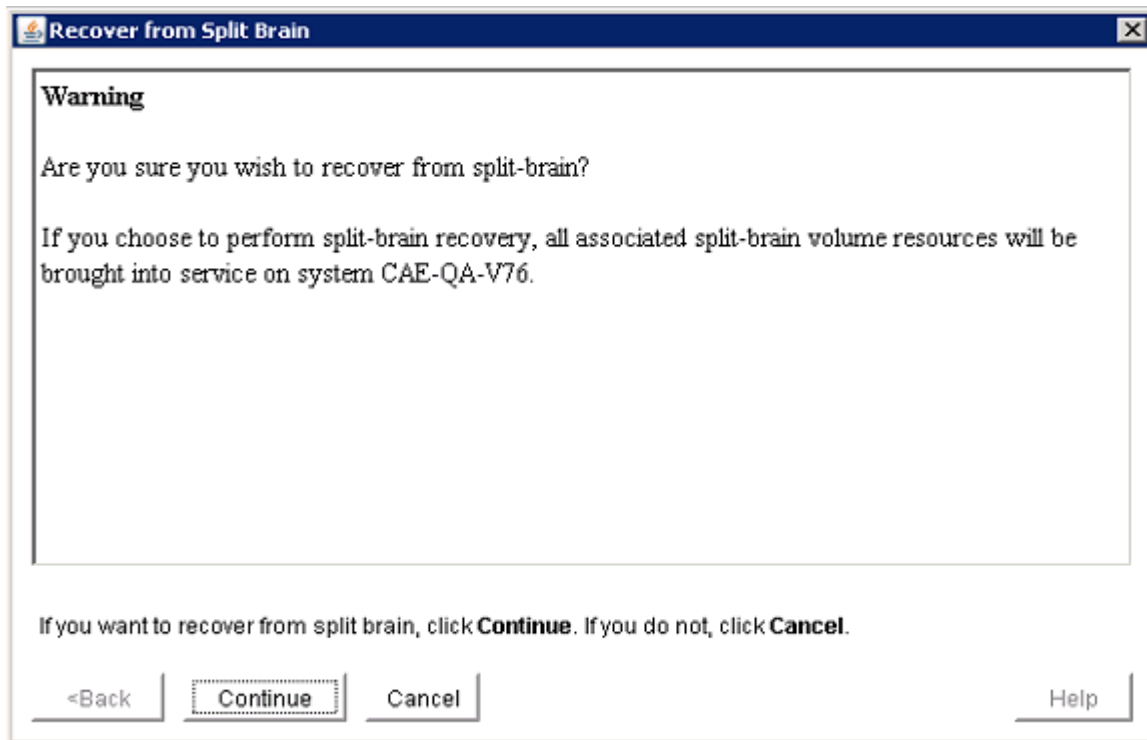 Recover from Split Brain
Warning
Are you sure you wish to recover from split-brain?
If you choose to perform split-brain recovery, all associated split-brain volume resources will be
brought into service on system CAE-QA-V76.
If you want to recover from split brain, click Continue. If you do not, click Cancel.
<Back Continue Cancel Help